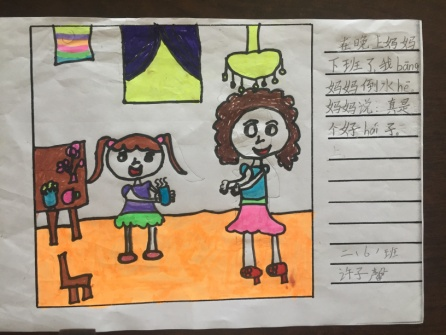 在晚上妈妈
下班了我bāng
妈妈倒水hē
妈妈说：真是
个好hái子。
二、6、班
许子馨